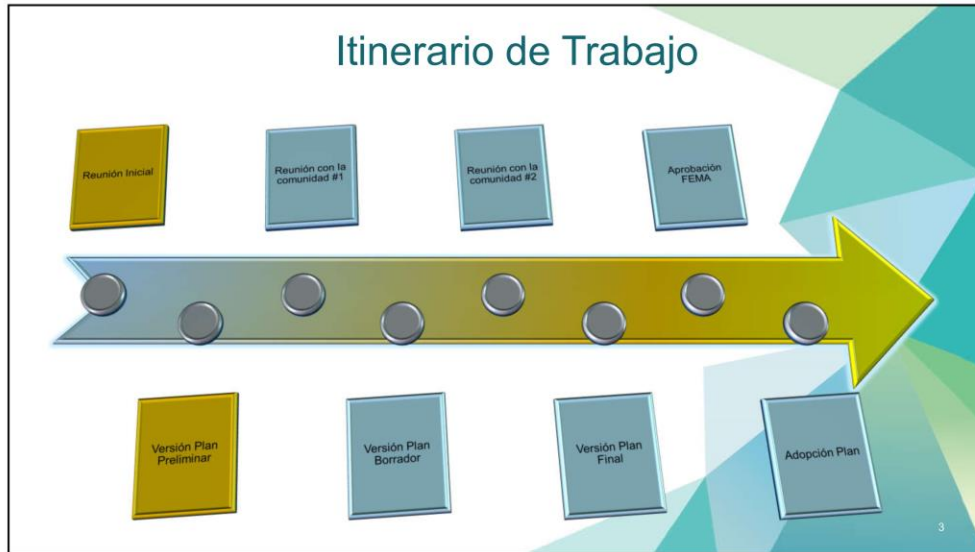 Itinerario de Trabajo
Reunión Inicial
Reunión con la
comunidad #1
Reunión con la
comunidad #2
Aprobación
FEMA
Versión Plan
Preliminar
Versión Plan
Borrador
Versión Plan
Final
Adopción Plan
3